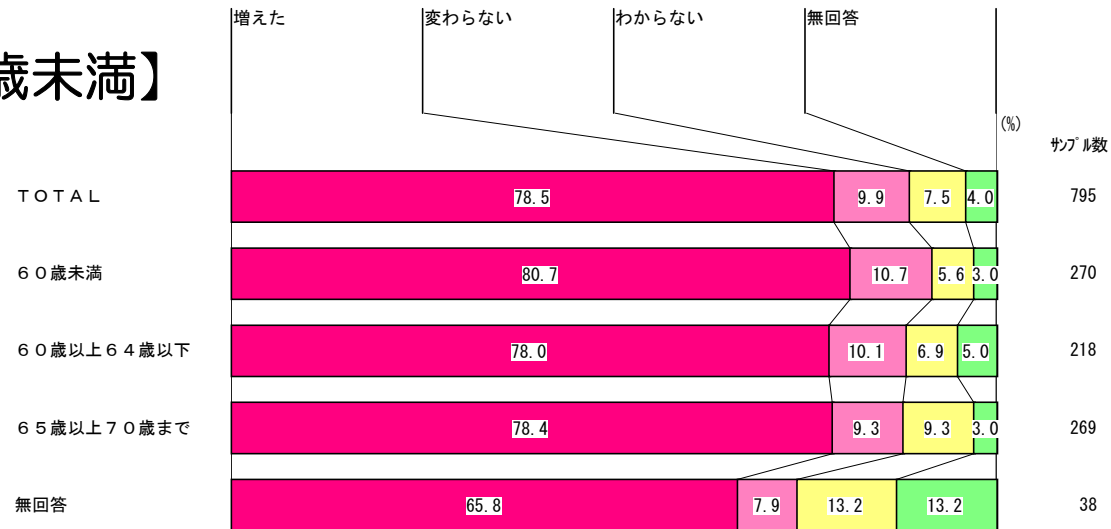 増えた 変わらない わからない 無回答
歳未満】
(%)
サンプル数
TOTAL 78.5 9.9 7.5 4.0 795
60歳未満 80.7 10.7 5.6 3.0 270
60歳以上64歳以下 78.0 10.1 6.9 5.0 218
65歳以上70歳まで 78.4 9.3 9.3 3.0 269
無回答 65.8 7.9 13.2 13.2 38